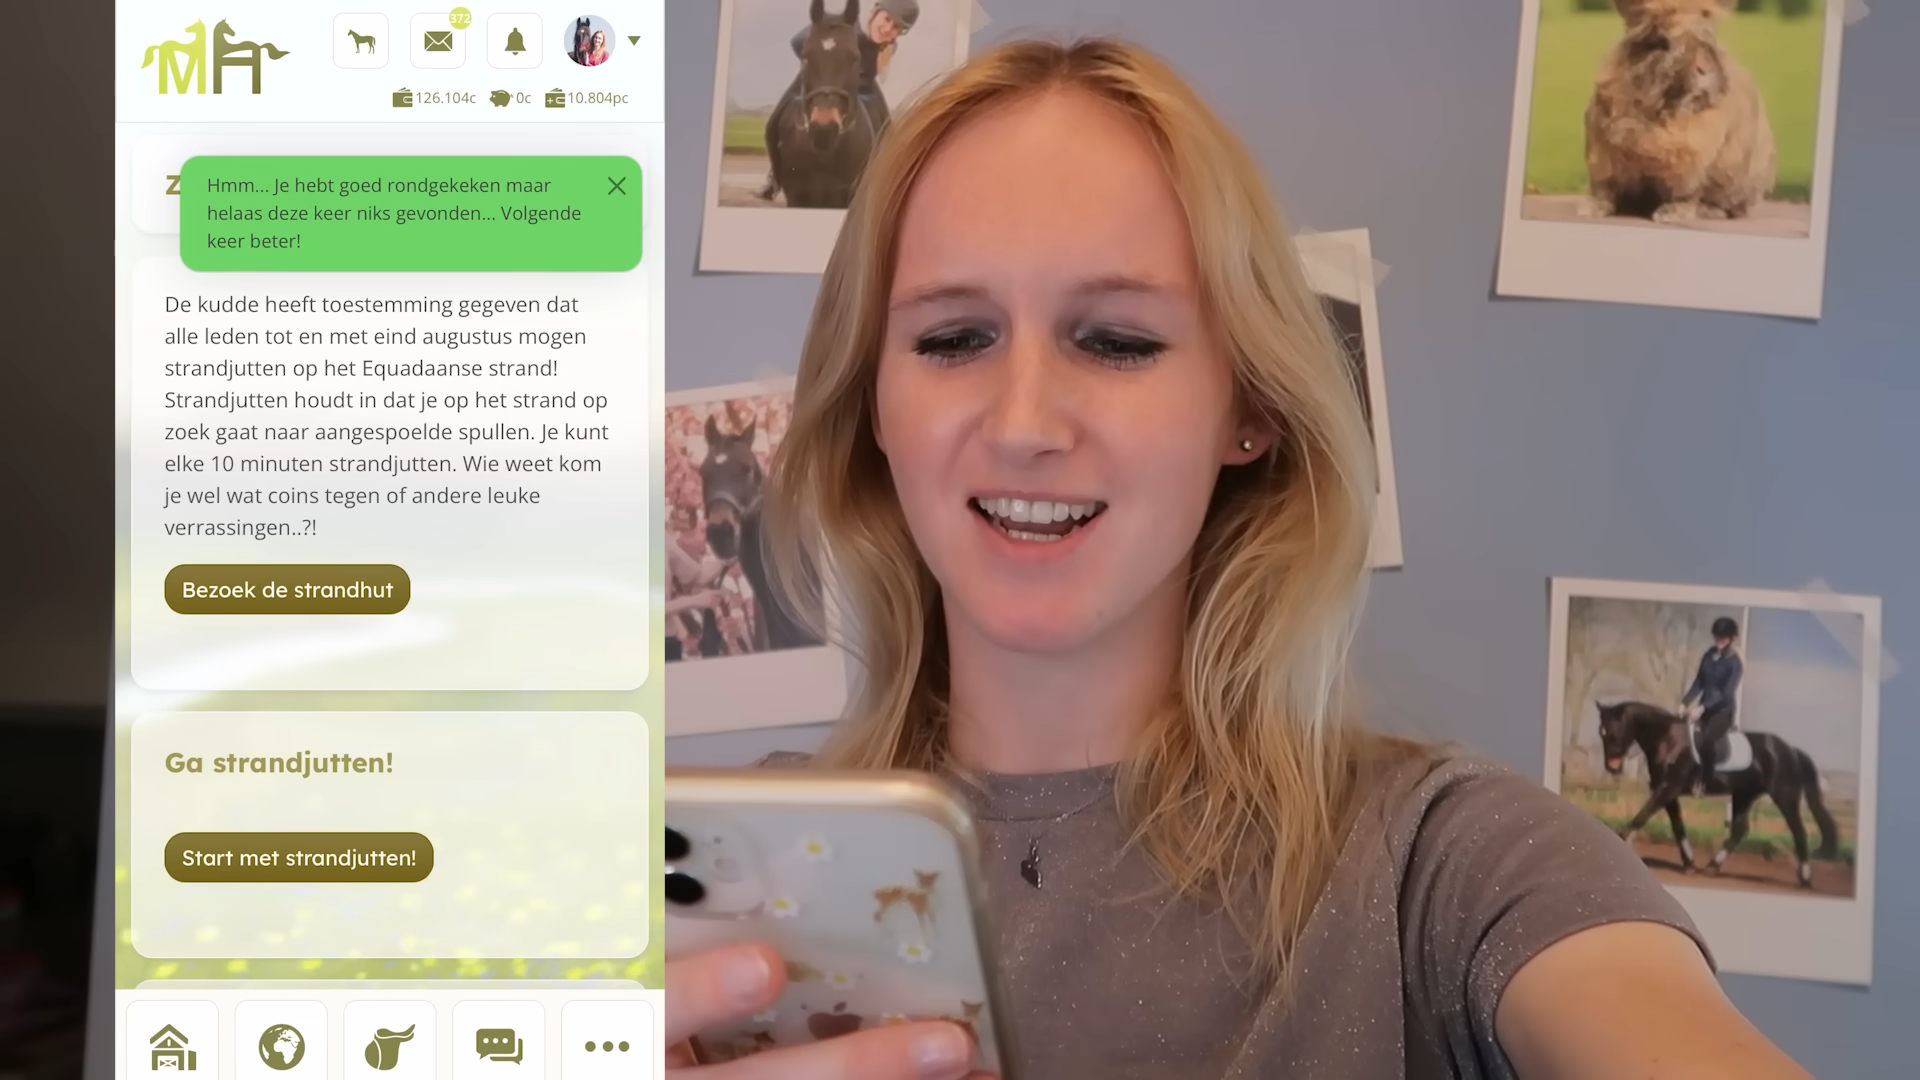 MA
372
126.104c 0c 10.804pc
Z
Hmm... Je hebt goed rondgekeken maar
helaas deze keer niks gevonden... Volgende
keer beter!
De kudde heeft toestemming gegeven dat
alle leden tot en met eind augustus mogen
strandjutten op het Equadaanse strand!
Strandjutten houdt in dat je op het strand op
zoek gaat naar aangespoelde spullen. Je kunt
elke 10 minuten strandjutten. Wie weet kom
je wel wat coins tegen of andere leuke
verrassingen..?!
Bezoek de strandhut
Ga strandjutten!
Start met strandjutten!